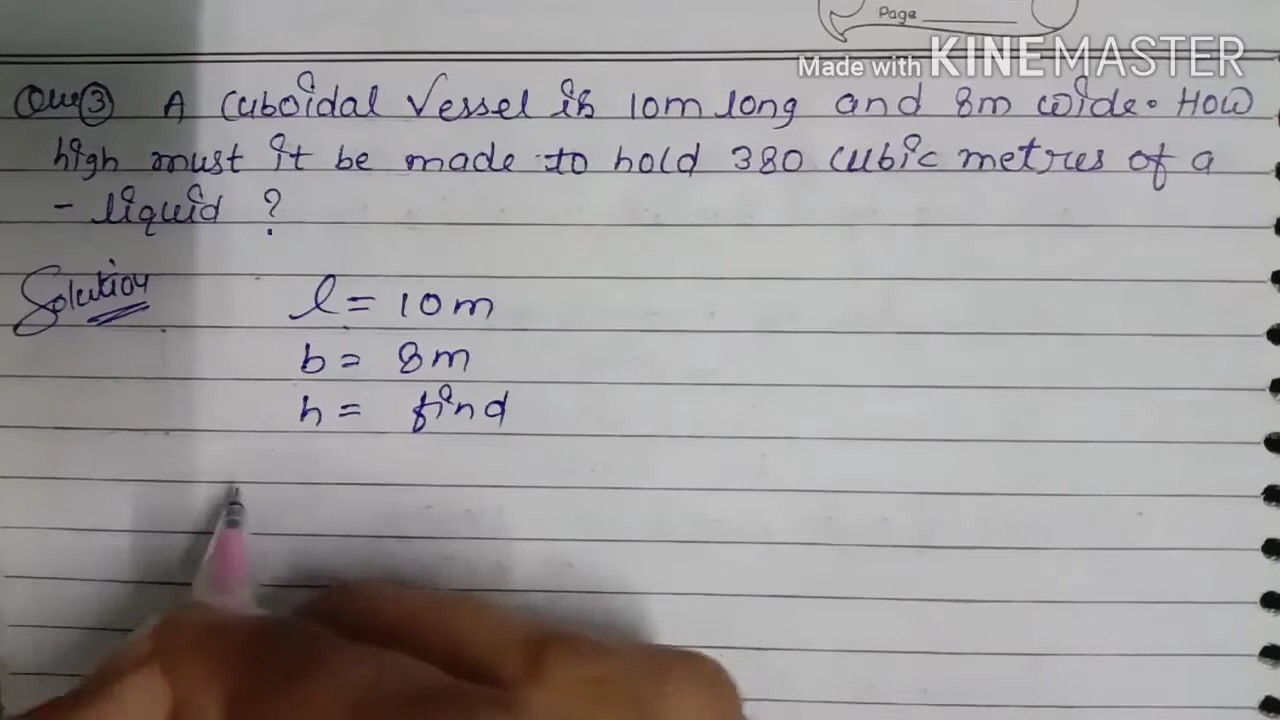 Page
Made with KINEMASTER
Que③ A Cuboidal Vessel is 10m long and 8m wide. How
high must it be made to hold 380 cubic metres of a
- liquid ?
Solution
l = 10m
b = 8m
h = find